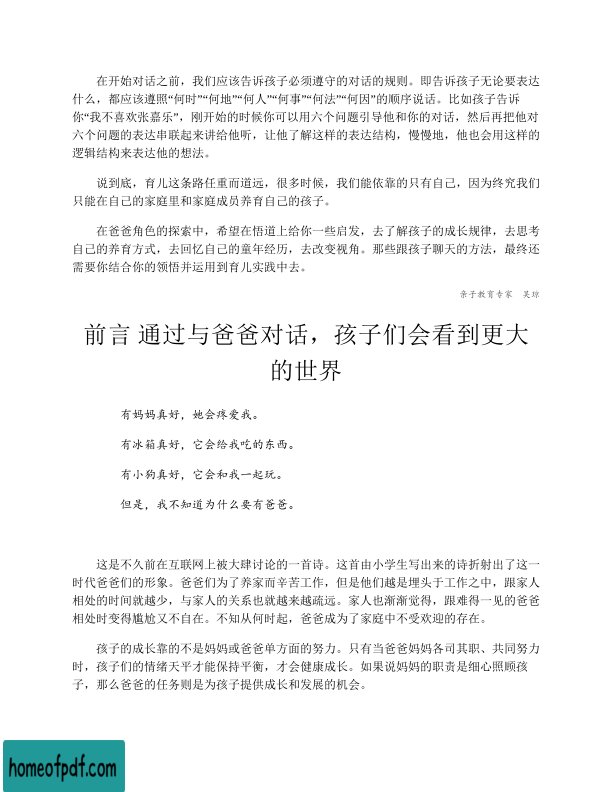 在开始对话之前，我们应该告诉孩子必须遵守的对话的规则。即告诉孩子无论要表达
什么，都应该遵照“何时”“何地”“何人”“何事”“何法”“何因”的顺序说话。比如孩子告诉
你“我不喜欢张嘉乐”，刚开始的时候你可以用六个问题引导他和你的对话，然后再把他对
六个问题的表达串联起来讲给他听，让他了解这样的表达结构，慢慢地，他也会用这样的
逻辑结构来表达他的想法。
说到底，育儿这条路任重而道远，很多时候，我们能依靠的只有自己，因为终究我们
只能在自己的家庭里和家庭成员养育自己的孩子。
在爸爸角色的探索中，希望在悟道上给你一些启发，去了解孩子的成长规律，去思考
自己的养育方式，去回忆自己的童年经历，去改变视角。那些跟孩子聊天的方法，最终还
需要你结合你的领悟并运用到育儿实践中去。
亲子教育专家 吴琼
前言 通过与爸爸对话，孩子们会看到更大
的世界
有妈妈真好，她会疼爱我。
有冰箱真好，它会给我吃的东西。
有小狗真好，它会和我一起玩。
但是，我不知道为什么要有爸爸。
这是不久前在互联网上被大肆讨论的一首诗。这首由小学生写出来的诗折射出了这一
时代爸爸们的形象。爸爸们为了养家而辛苦工作，但是他们越是埋头于工作之中，跟家人
相处的时间就越少，与家人的关系也就越来越疏远。家人也渐渐觉得，跟难得一见的爸爸
相处时变得尴尬又不自在。不知从何时起，爸爸成为了家庭中不受欢迎的存在。
孩子的成长靠的不是妈妈或爸爸单方面的努力。只有当爸爸妈妈各司其职、共同努力
时，孩子们的情绪天平才能保持平衡，才会健康成长。如果说妈妈的职责是细心照顾孩
子，那么爸爸的任务则是为孩子提供成长和发展的机会。
homeofpdf.com